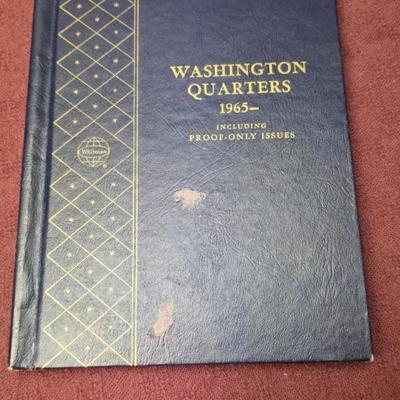 WASHINGTON
QUARTERS
1965—
INCLUDING
PROOF-ONLY ISSUES
Whitman
®